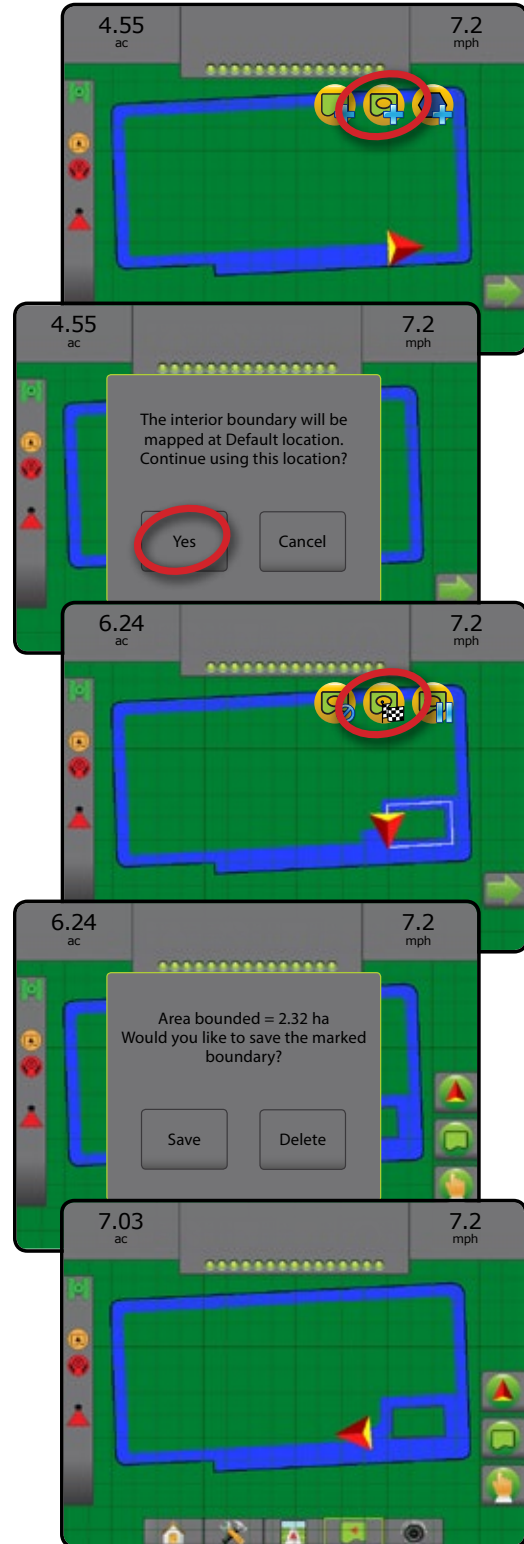 4.55
ac
7.2
mph
4.55
ac
7.2
mph
The interior boundary will be
mapped at Default location.
Continue using this location?
Yes
Cancel
6.24
ac
7.2
mph
6.24
ac
7.2
mph
Area bounded = 2.32 ha
Would you like to save the marked
boundary?
Save
Delete
7.03
ac
7.2
mph